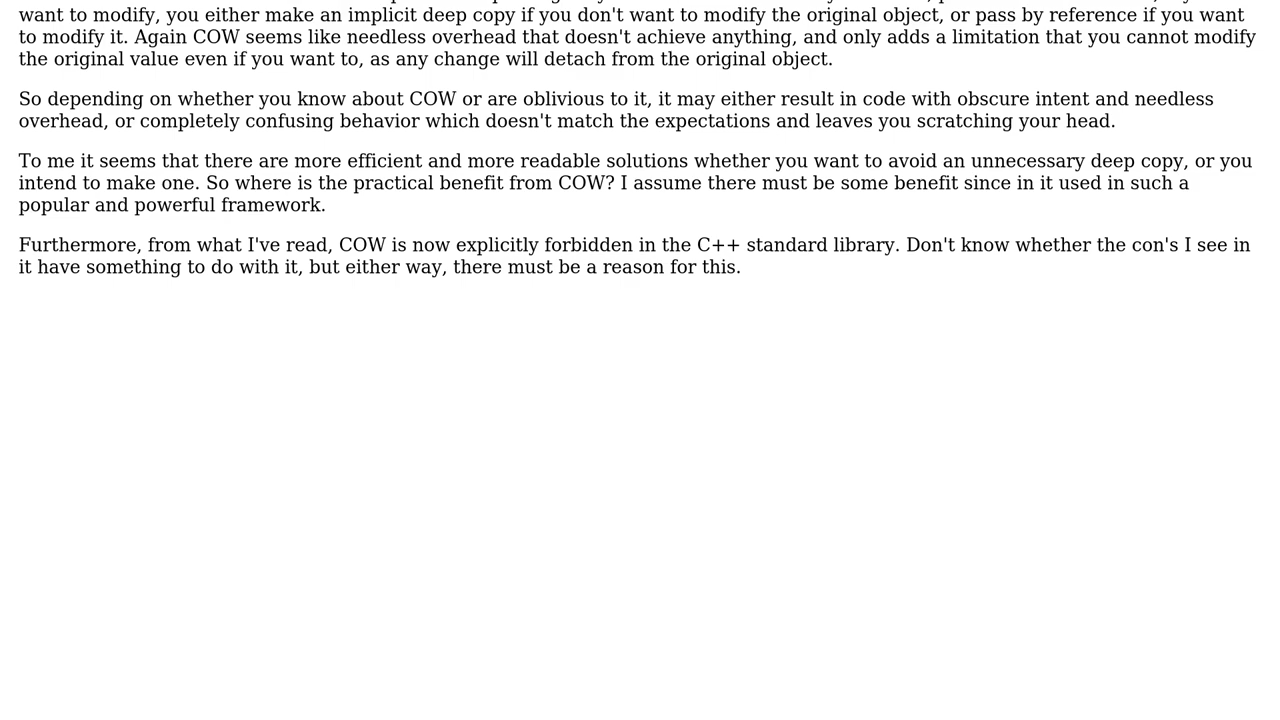 want to modify, you either make an implicit deep copy if you don't want to modify the original object, or pass by reference if you want
to modify it. Again COW seems like needless overhead that doesn't achieve anything, and only adds a limitation that you cannot modify
the original value even if you want to, as any change will detach from the original object.
So depending on whether you know about COW or are oblivious to it, it may either result in code with obscure intent and needless
overhead, or completely confusing behavior which doesn't match the expectations and leaves you scratching your head.
To me it seems that there are more efficient and more readable solutions whether you want to avoid an unnecessary deep copy, or you
intend to make one. So where is the practical benefit from COW? I assume there must be some benefit since in it used in such a
popular and powerful framework.
Furthermore, from what I've read, COW is now explicitly forbidden in the C++ standard library. Don't know whether the con's I see in
it have something to do with it, but either way, there must be a reason for this.